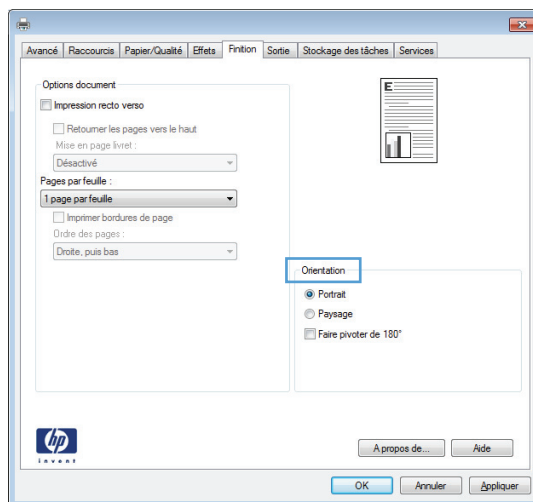 Avancé Raccourcis Papier/Qualité Effets Finition Sortie Stockage des tâches Services
Options document
Impression recto verso
Retourner les pages vers le haut
Mise en page livret :
Désactivé
Pages par feuille :
1 page par feuille
Imprimer bordures de page
Ordre des pages :
Droite, puis bas
E
Orientation
Portrait
Paysage
Faire pivoter de 180°
hp
invent
A propos de... Aide
OK Annuler Appliquer